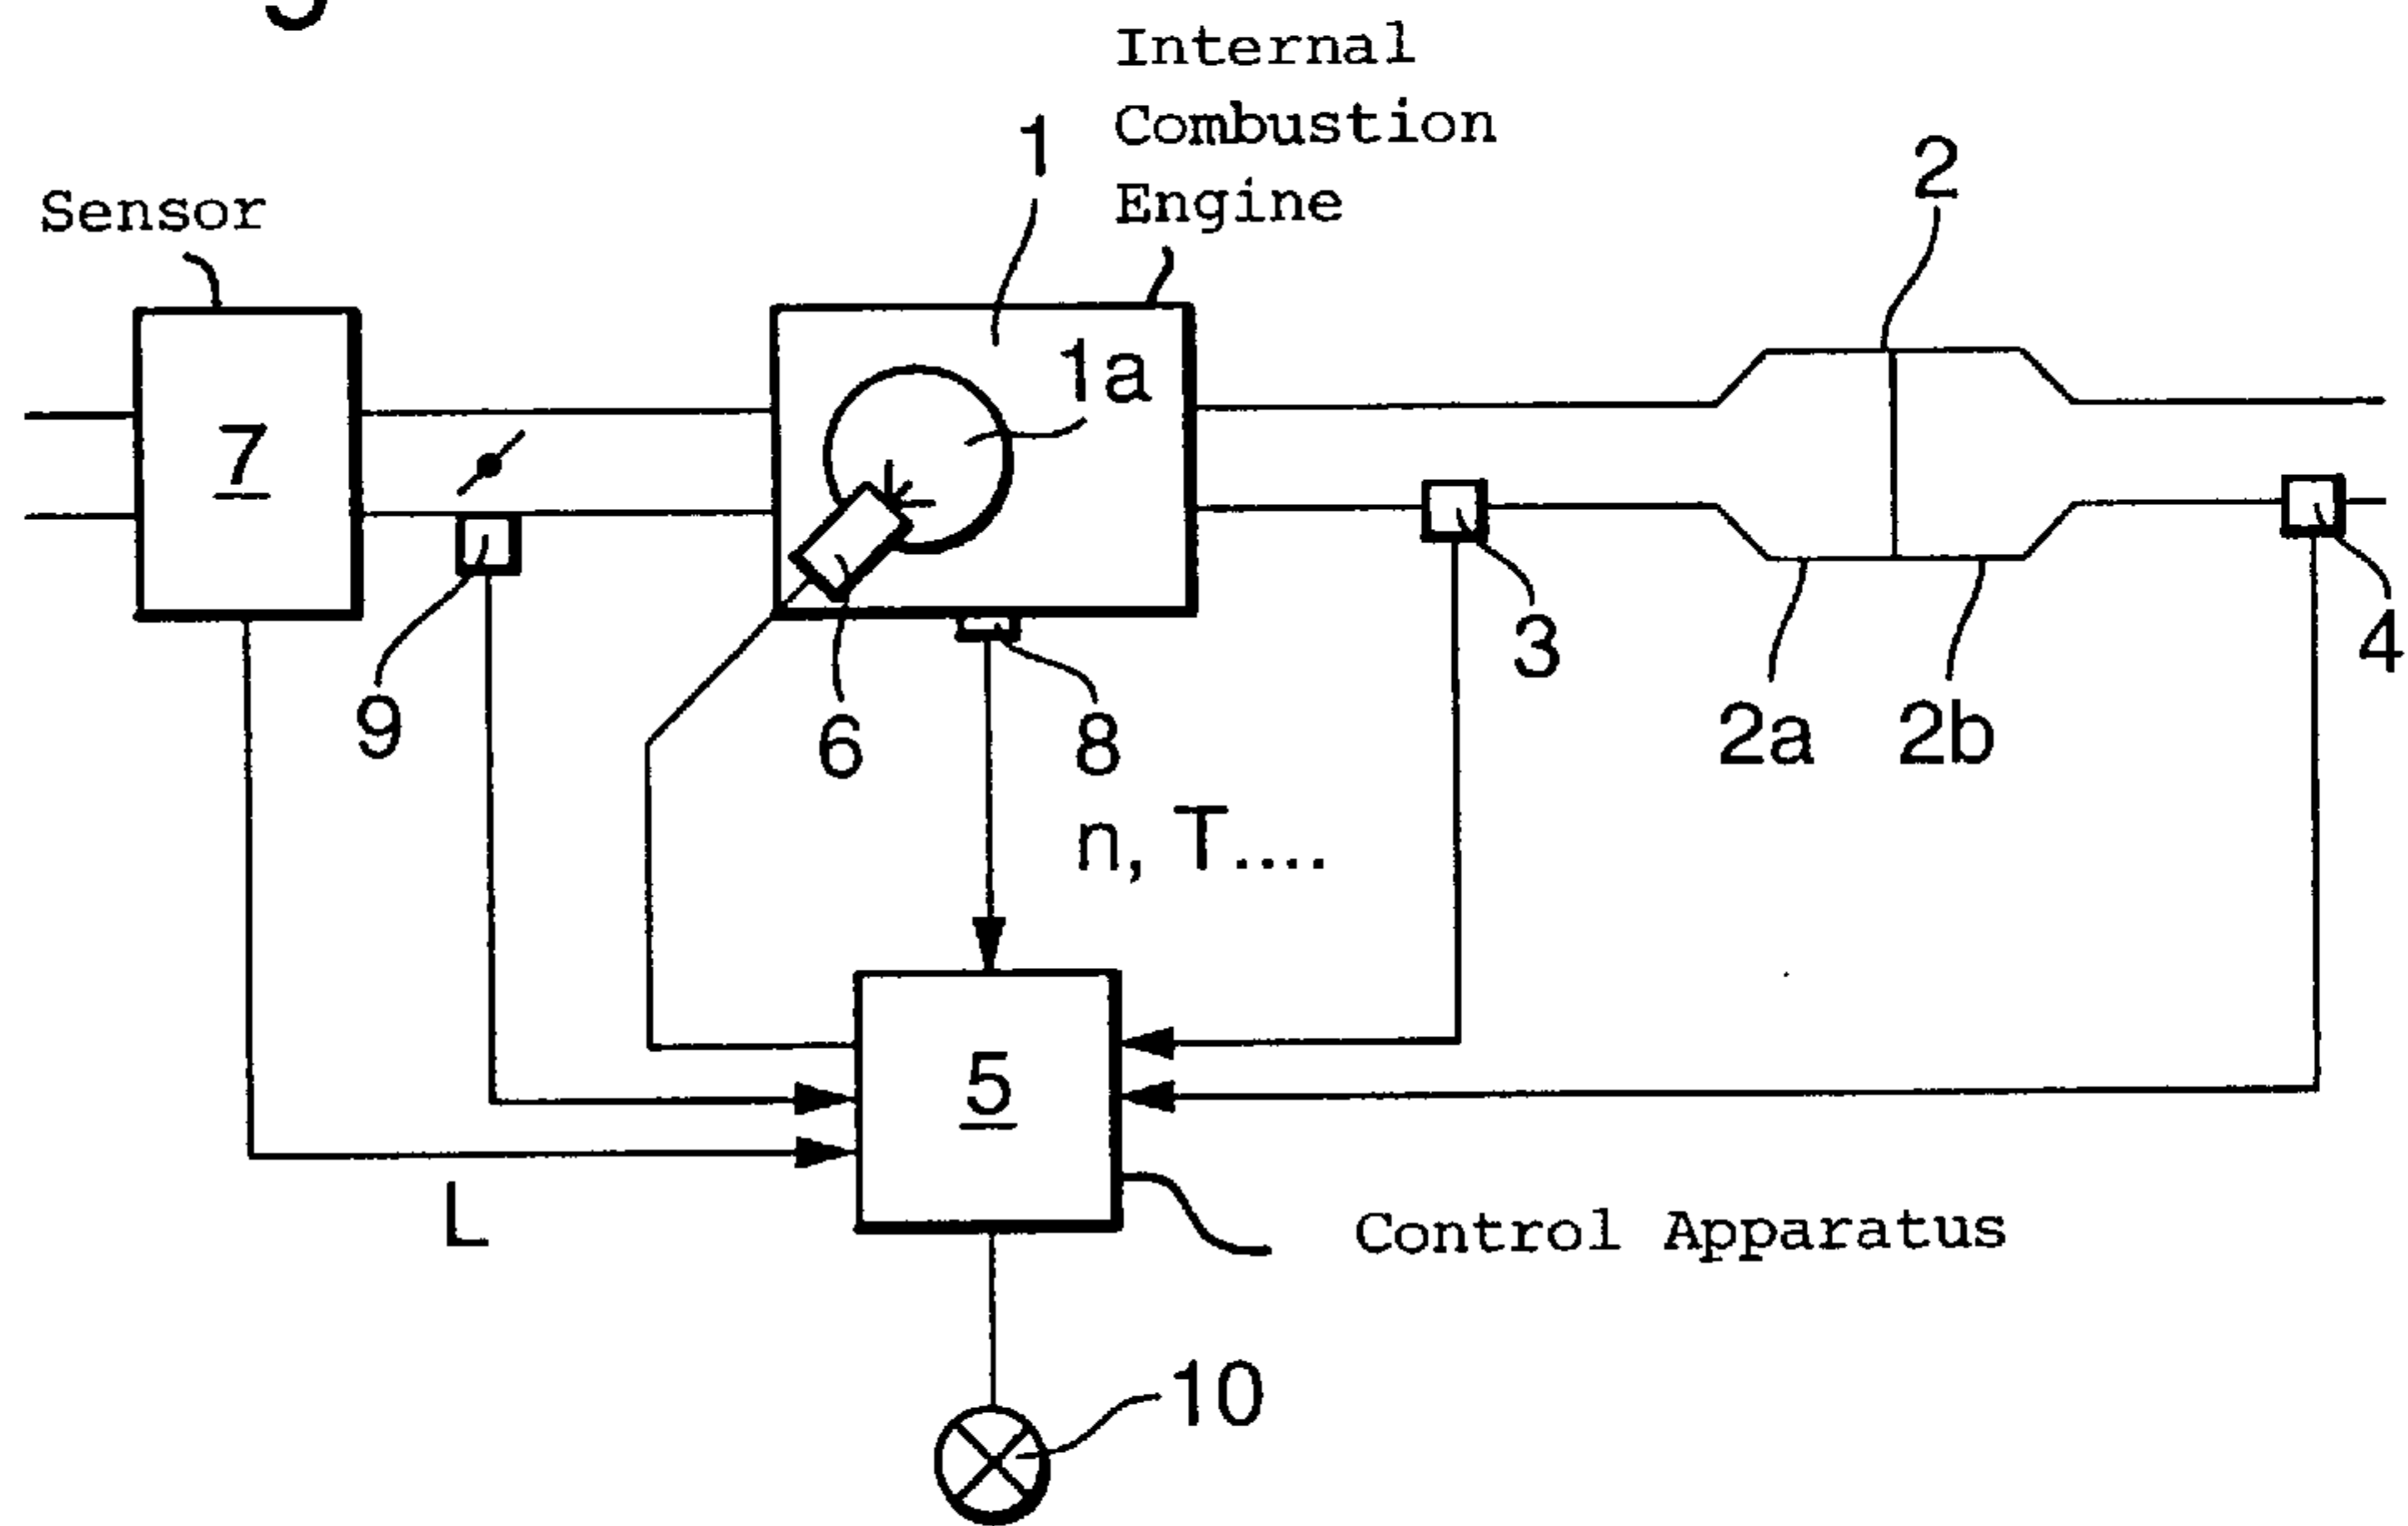 Internal
Combustion
Engine
1
2
Sensor
1a
7
3
4
9
6
8
2a
2b
n, T....
5
L
Control Apparatus
10